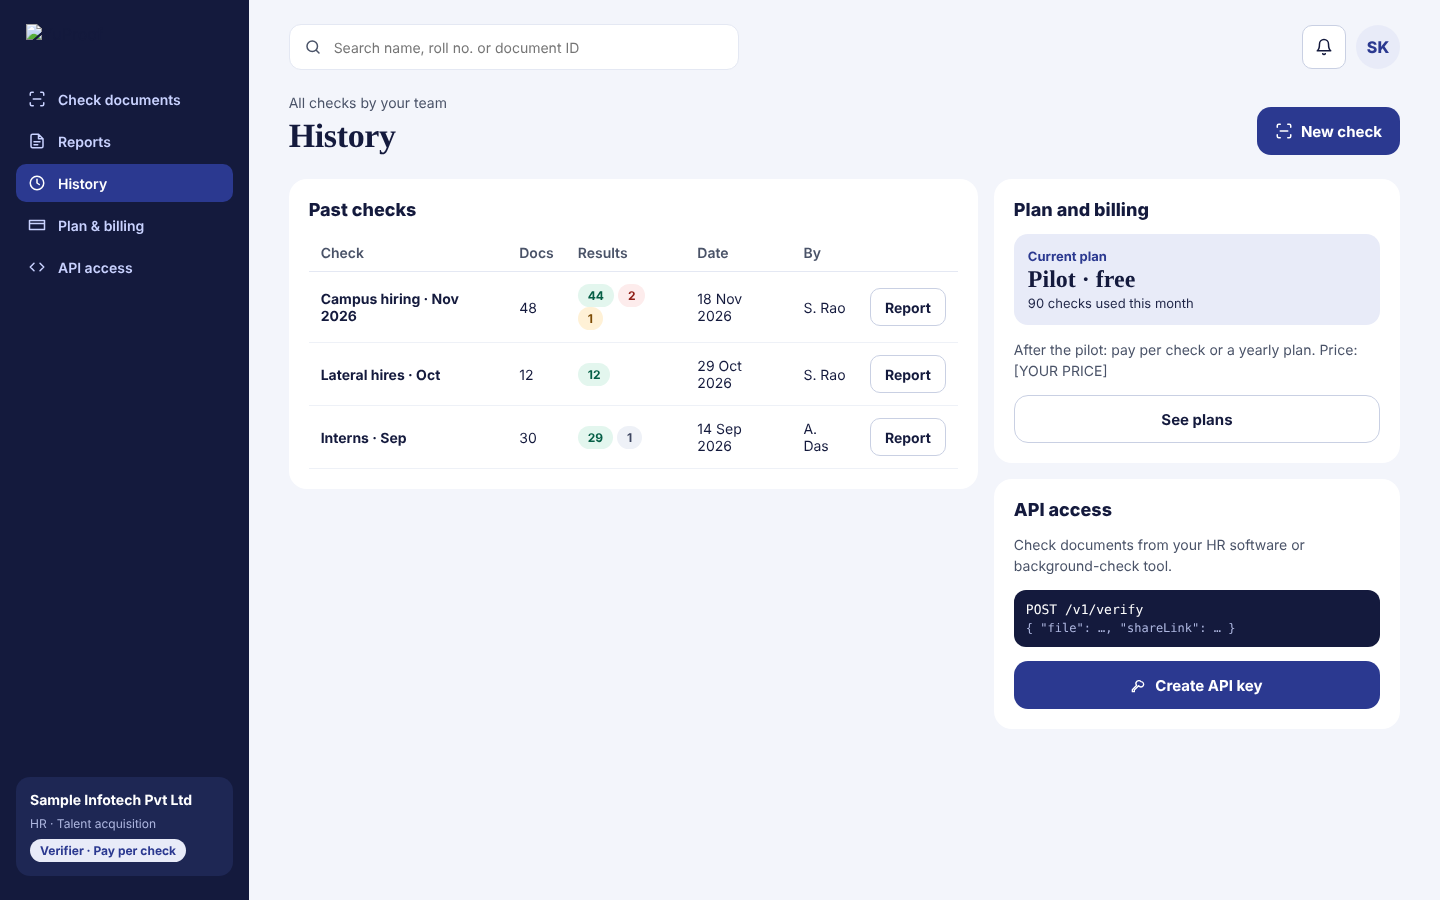 Search name, roll no. or document ID
SK
Check documents
Reports
History
Plan & billing
API access
Sample Infotech Pvt Ltd
HR · Talent acquisition
Verifier · Pay per check
All checks by your team
History
New check
Past checks
Check Docs Results Date By
Campus hiring · Nov 2026 48 44 2 1 18 Nov 2026 S. Rao Report
Lateral hires · Oct 12 12 29 Oct 2026 S. Rao Report
Interns · Sep 30 29 1 14 Sep 2026 A. Das Report
Plan and billing
Current plan
Pilot · free
90 checks used this month
After the pilot: pay per check or a yearly plan. Price:
[YOUR PRICE]
See plans
API access
Check documents from your HR software or
background-check tool.
POST /v1/verify
{ "file": …, "shareLink": … }
Create API key